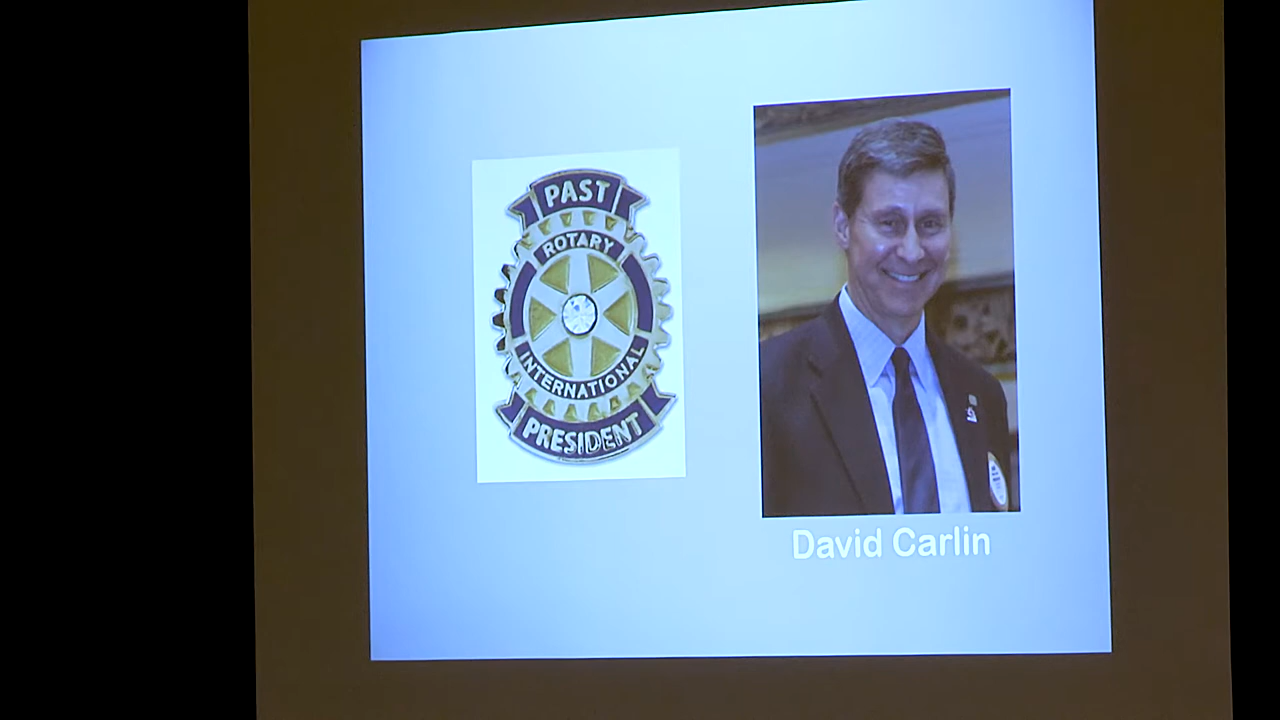 PAST
ROTARY
INTERNATIONAL
PRESIDENT
David Carlin